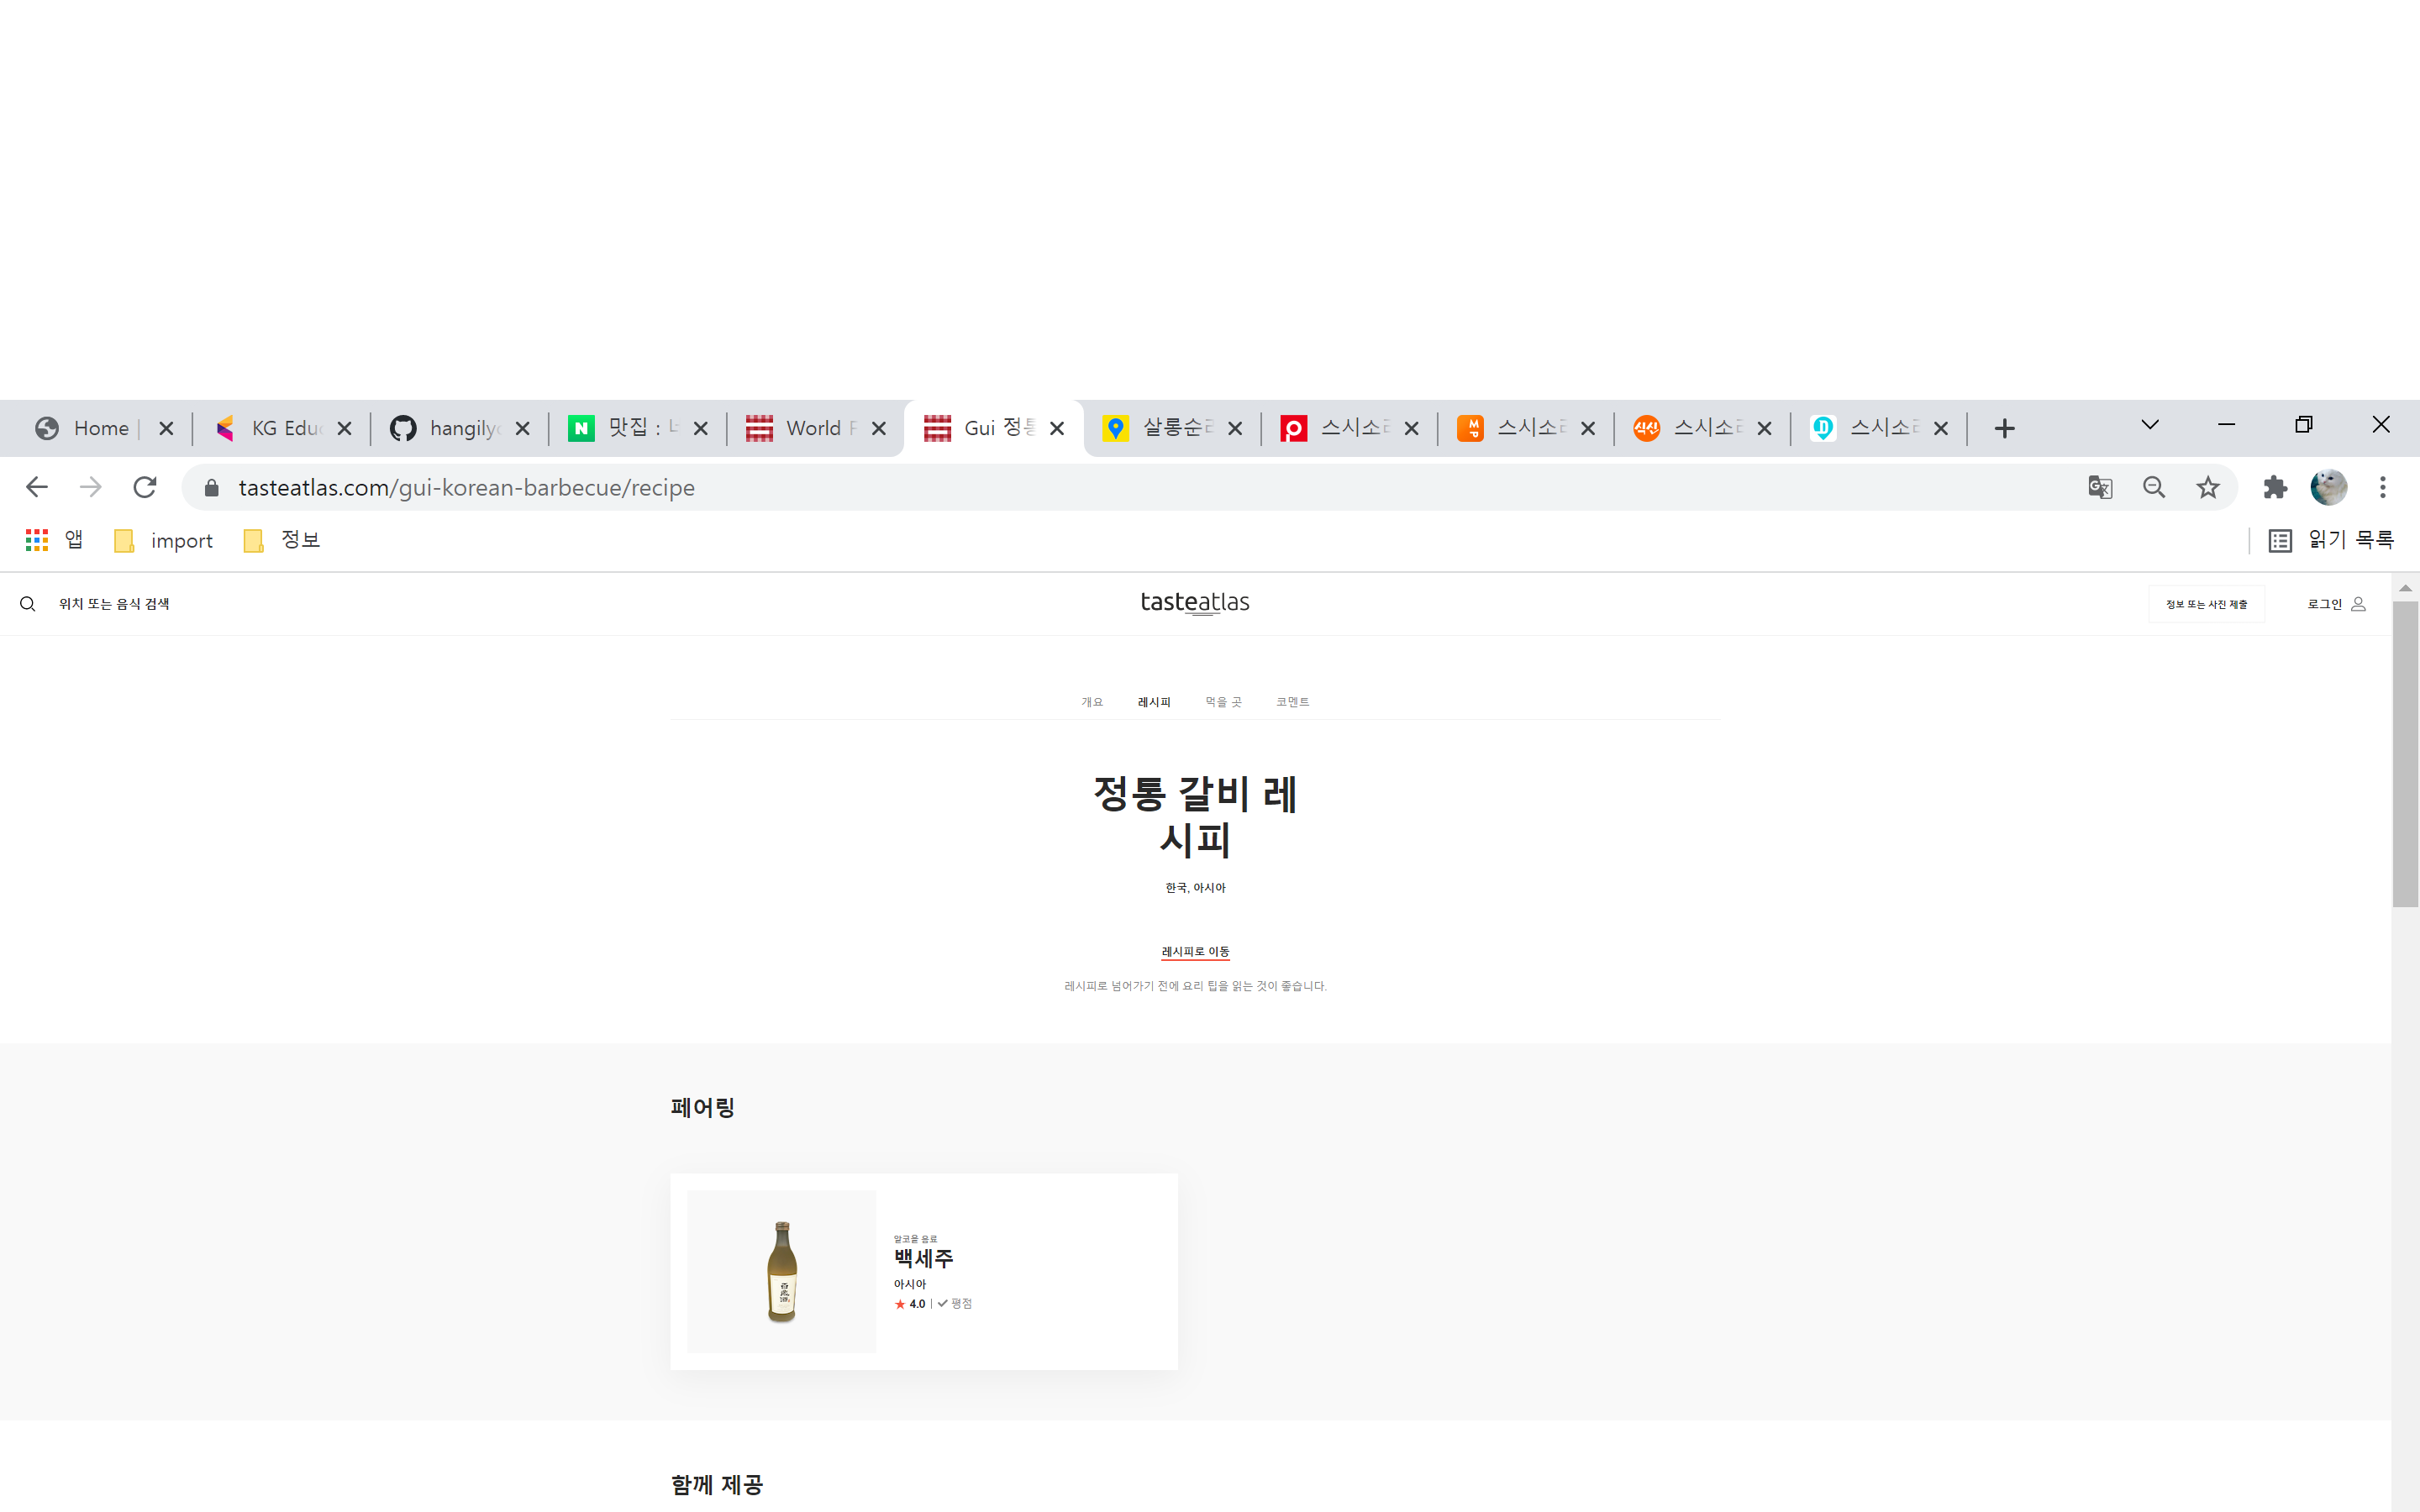 Home
KG Edu
hangily
맛집 :
World
Gui 정통
살롱순
스시소
스시소
스시소
스시소
tasteatlas.com/gui-korean-barbecue/recipe
앱 import 정보 읽기 목록
위치 또는 음식 검색 tasteatlas 정보 또는 사진 제출 로그인
개요 레시피 먹을 곳 코멘트
정통 갈비 레
시피
한국, 아시아
레시피로 이동
레시피로 넘어가기 전에 요리 팁을 읽는 것이 좋습니다.
페어링
알코올 음료
백세주
아시아
4.0 | 평점
함께 제공